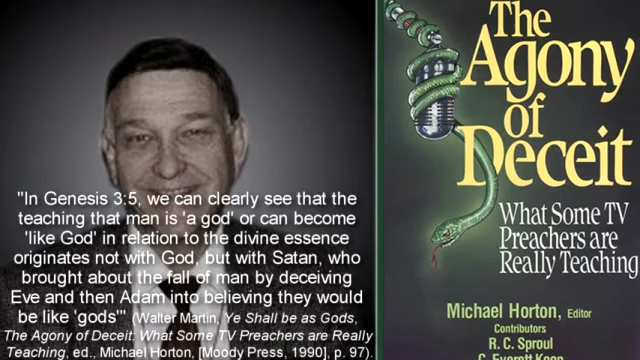 "In Genesis 3:5, we can clearly see that the
teaching that man is 'a god' or can become
'like God' in relation to the divine essence
originates not with God, but with Satan, who
brought about the fall of man by deceiving
Eve and then Adam into believing they would
be like 'gods'" (Walter Martin, Ye Shall be as Gods,
The Agony of Deceit: What Some TV Preachers are Really
Teaching, ed., Michael Horton, [Moody Press, 1990], p. 97).
The
Agony
of
Deceit
What Some TV
Preachers are
Really Teaching
Michael Horton, Editor
Contributors
R. C. Sproul
C. Everett Koop